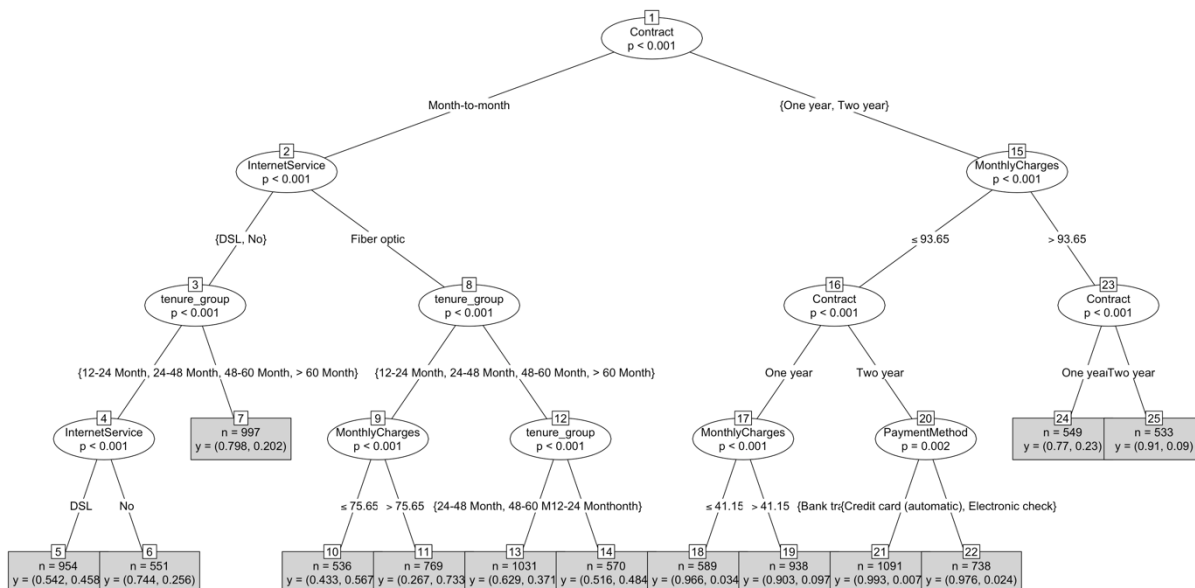 1
Contract
p < 0.001
Month-to-month
{One year, Two year}
2
InternetService
p < 0.001
15
MonthlyCharges
p < 0.001
{DSL, No}
Fiber optic
≤ 93.65
> 93.65
3
tenure_group
p < 0.001
8
tenure_group
p < 0.001
16
Contract
p < 0.001
23
Contract
p < 0.001
{12-24 Month, 24-48 Month, 48-60 Month, > 60 Month}
{12-24 Month, 24-48 Month, 48-60 Month, > 60 Month}
One year
Two year
One year
Two year
4
InternetService
p < 0.001
7
n = 997
y = (0.798, 0.202)
9
MonthlyCharges
p < 0.001
12
tenure_group
p < 0.001
17
MonthlyCharges
p < 0.001
20
PaymentMethod
p = 0.002
24
n = 549
y = (0.77, 0.23)
25
n = 533
y = (0.91, 0.09)
DSL
No
≤ 75.65
> 75.65
{24-48 Month, 48-60 M
12-24 Month
≤ 41.15
> 41.15
{Bank tra
{Credit card (automatic), Electronic check}
5
n = 954
y = (0.542, 0.458
6
n = 551
y = (0.744, 0.256)
10
n = 536
y = (0.433, 0.567
11
n = 769
y = (0.267, 0.733
13
n = 1031
y = (0.629, 0.371
14
n = 570
y = (0.516, 0.484
18
n = 589
y = (0.966, 0.034
19
n = 938
y = (0.903, 0.097
21
n = 1091
y = (0.993, 0.007
22
n = 738
y = (0.976, 0.024)